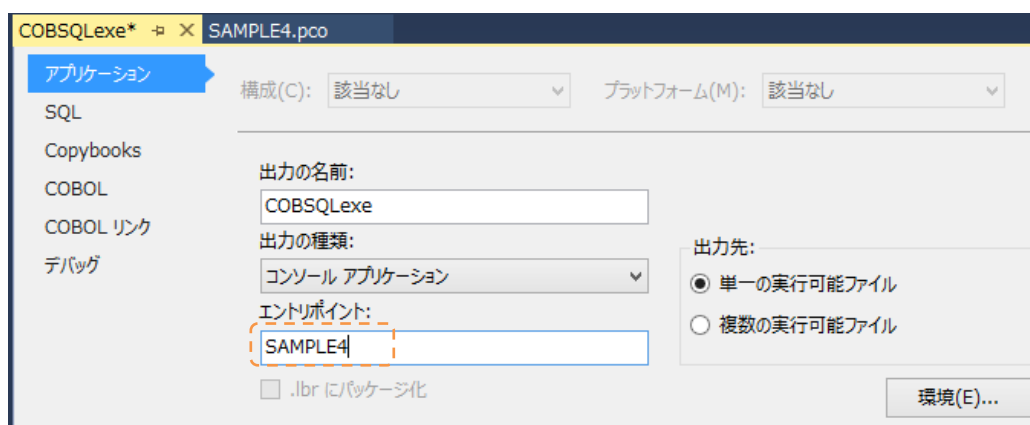 COBSQLexe* SAMPLE4.pco
アプリケーション
SQL
Copybooks
COBOL
COBOL リンク
デバッグ
構成(C): 該当なし プラットフォーム(M): 該当なし
出力の名前:
COBSQLexe
出力の種類:
コンソール アプリケーション
エントリポイント:
SAMPLE4
.lbr にパッケージ化
出力先:
単一の実行可能ファイル
複数の実行可能ファイル
環境(E)...